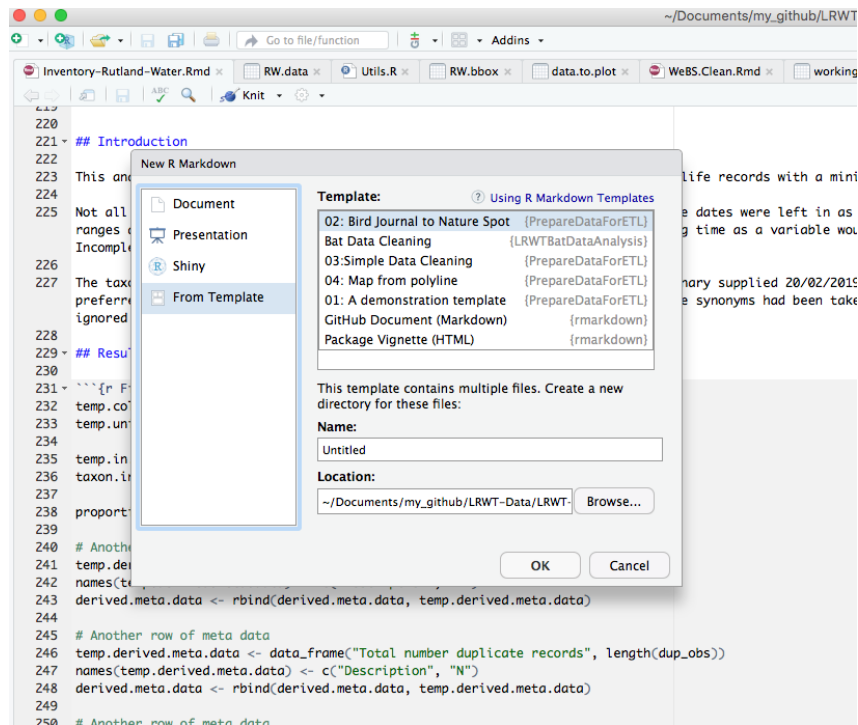 ~/Documents/my_github/LRWT
Go to file/function
Addins
Inventory-Rutland-Water.Rmd × RW.data × Utils.R × RW.bbox × data.to.plot × WeBS.Clean.Rmd × working
ABC
Knit
219
220
221 ## Introduction
222
New R Markdown
223 This life records with a mini
224
225 Not all e dates were left in as
ranges g time as a variable wou
Incomple
226
227 The taxo nary supplied 20/02/2019
preferre e synonyms had been take
ignored
228
229 ## Resul
230
231 ```{r F
232 temp.col
233 temp.un
234
235 temp.in
236 taxon.in
237
238 proport
239
240 # Anoth
241 temp.der
242 names(te
243 derived.meta.data <- rbind(derived.meta.data, temp.derived.meta.data)
244
245 # Another row of meta data
246 temp.derived.meta.data <- data_frame("Total number duplicate records", length(dup_obs))
247 names(temp.derived.meta.data) <- c("Description", "N")
248 derived.meta.data <- rbind(derived.meta.data, temp.derived.meta.data)
249
250 # Another row of meta data
Document
Presentation
R Shiny
From Template
Template: ? Using R Markdown Templates
02: Bird Journal to Nature Spot {PrepareDataForETL}
Bat Data Cleaning {LRWTBatDataAnalysis}
03:Simple Data Cleaning {PrepareDataForETL}
04: Map from polyline {PrepareDataForETL}
01: A demonstration template {PrepareDataForETL}
GitHub Document (Markdown) {rmarkdown}
Package Vignette (HTML) {rmarkdown}
This template contains multiple files. Create a new
directory for these files:
Name:
Untitled
Location:
~/Documents/my_github/LRWT-Data/LRWT- Browse...
OK Cancel